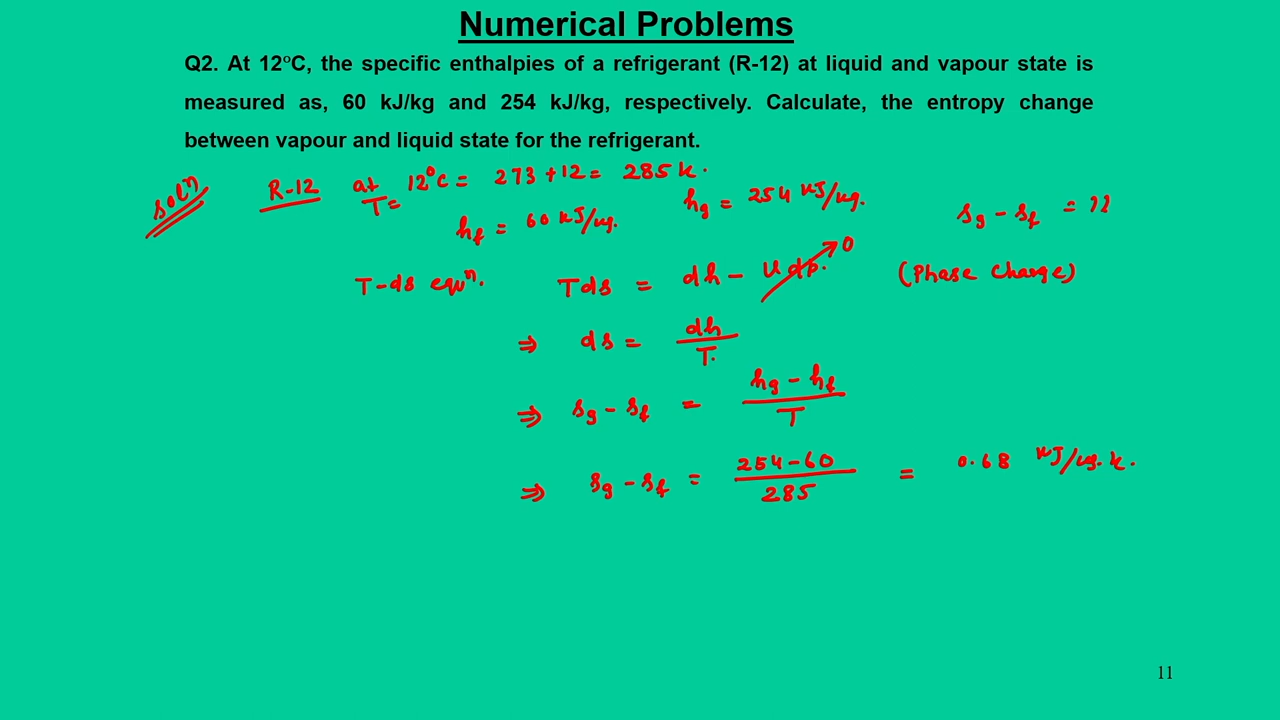 Numerical Problems
Q2. At 12°C, the specific enthalpies of a refrigerant (R-12) at liquid and vapour state is
measured as, 60 kJ/kg and 254 kJ/kg, respectively. Calculate, the entropy change
between vapour and liquid state for the refrigerant.
solⁿ R-12 at T = 12°C = 273 + 12 = 285 K.
hf = 60 kJ/kg. hg = 254 kJ/kg. sg - sf = ??
T-ds equⁿ. Tds = dh - vdp. → 0 (Phase Change)
⇒ ds = dh / T.
⇒ sg - sf = hg - hf / T
⇒ sg - sf = 254 - 60 / 285 = 0.68 kJ/kg.K.
11